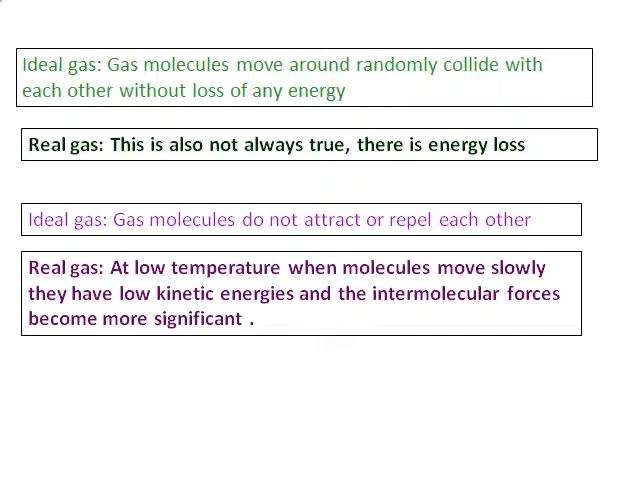 Ideal gas: Gas molecules move around randomly collide with
each other without loss of any energy
Real gas: This is also not always true, there is energy loss
Ideal gas: Gas molecules do not attract or repel each other
Real gas: At low temperature when molecules move slowly
they have low kinetic energies and the intermolecular forces
become more significant .